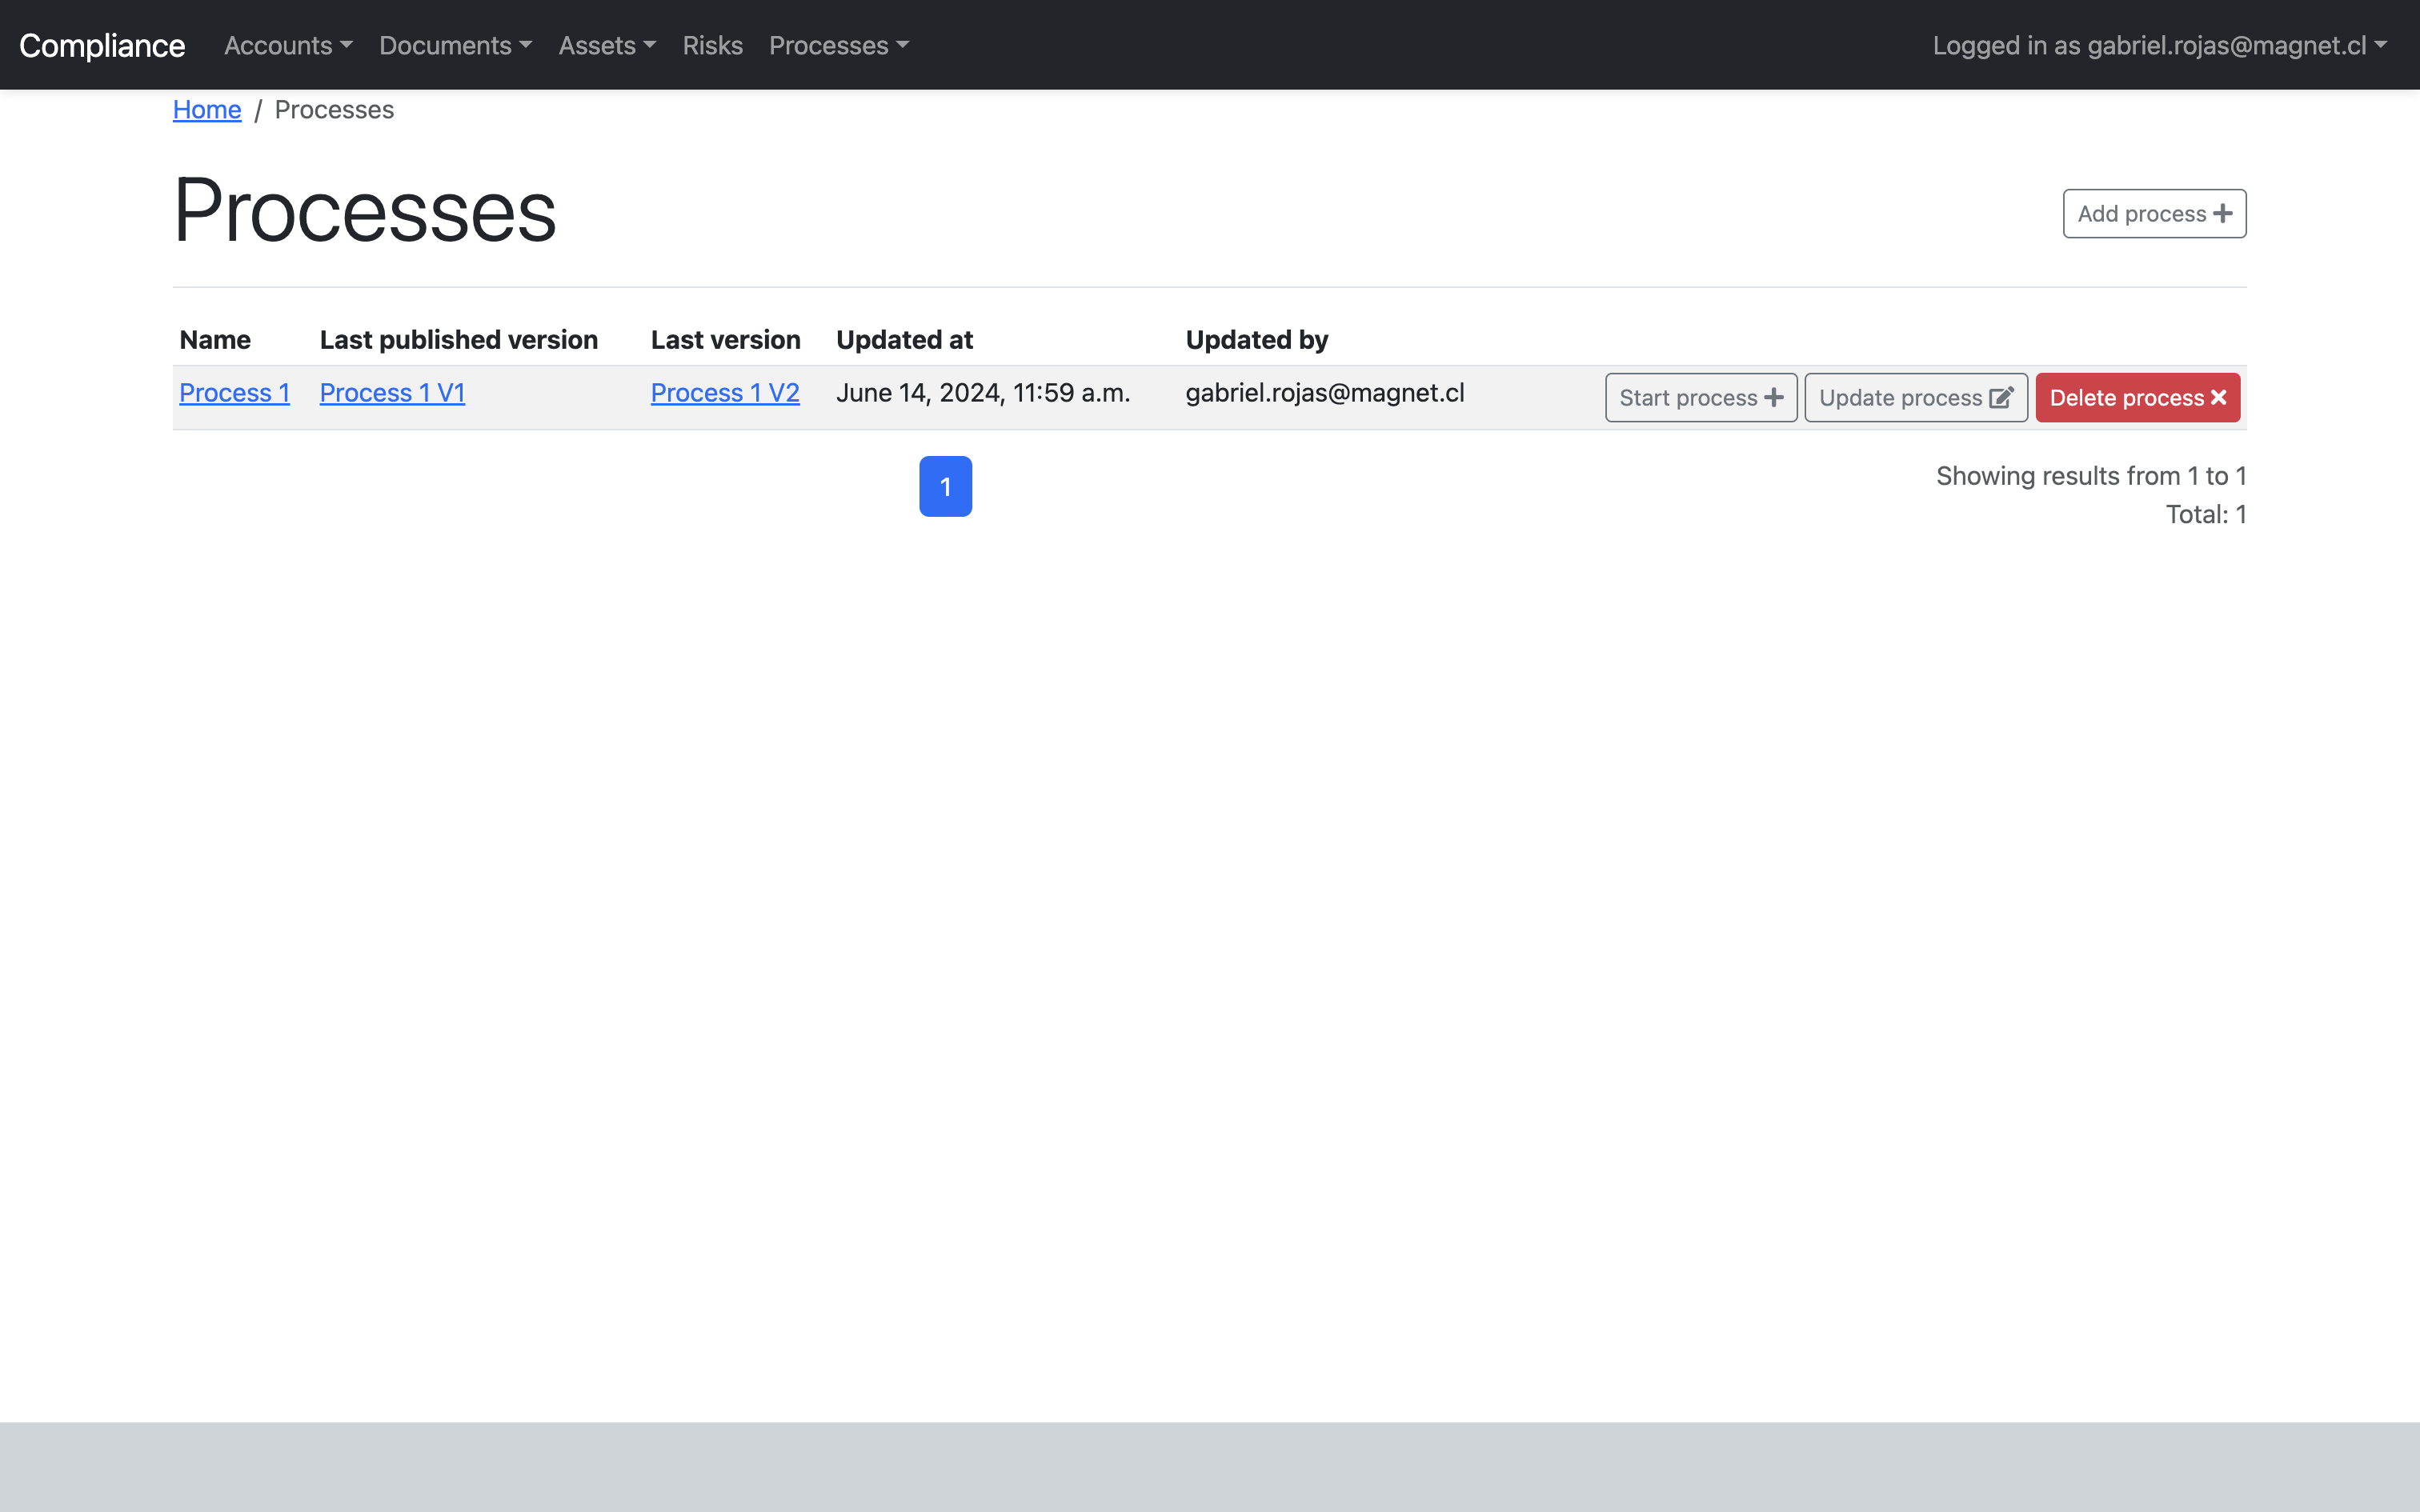 Compliance Accounts Documents Assets Risks Processes Logged in as gabriel.rojas@magnet.cl
Home / Processes
Processes
Add process
Name Last published version Last version Updated at Updated by
Process 1 Process 1 V1 Process 1 V2 June 14, 2024, 11:59 a.m. gabriel.rojas@magnet.cl Start process Update process Delete process
1
Showing results from 1 to 1
Total: 1